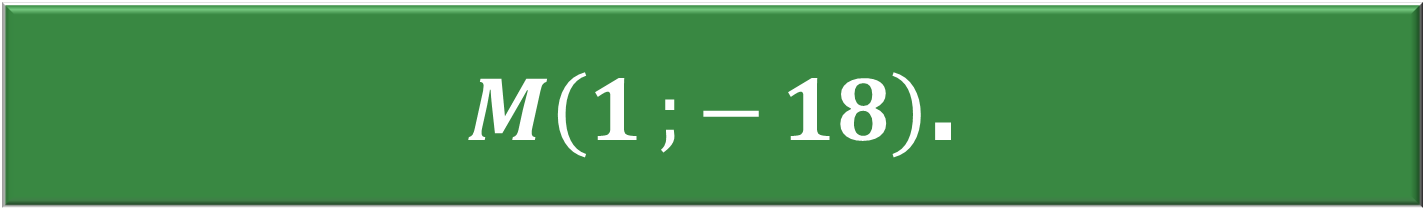 M(1 ; − 18).